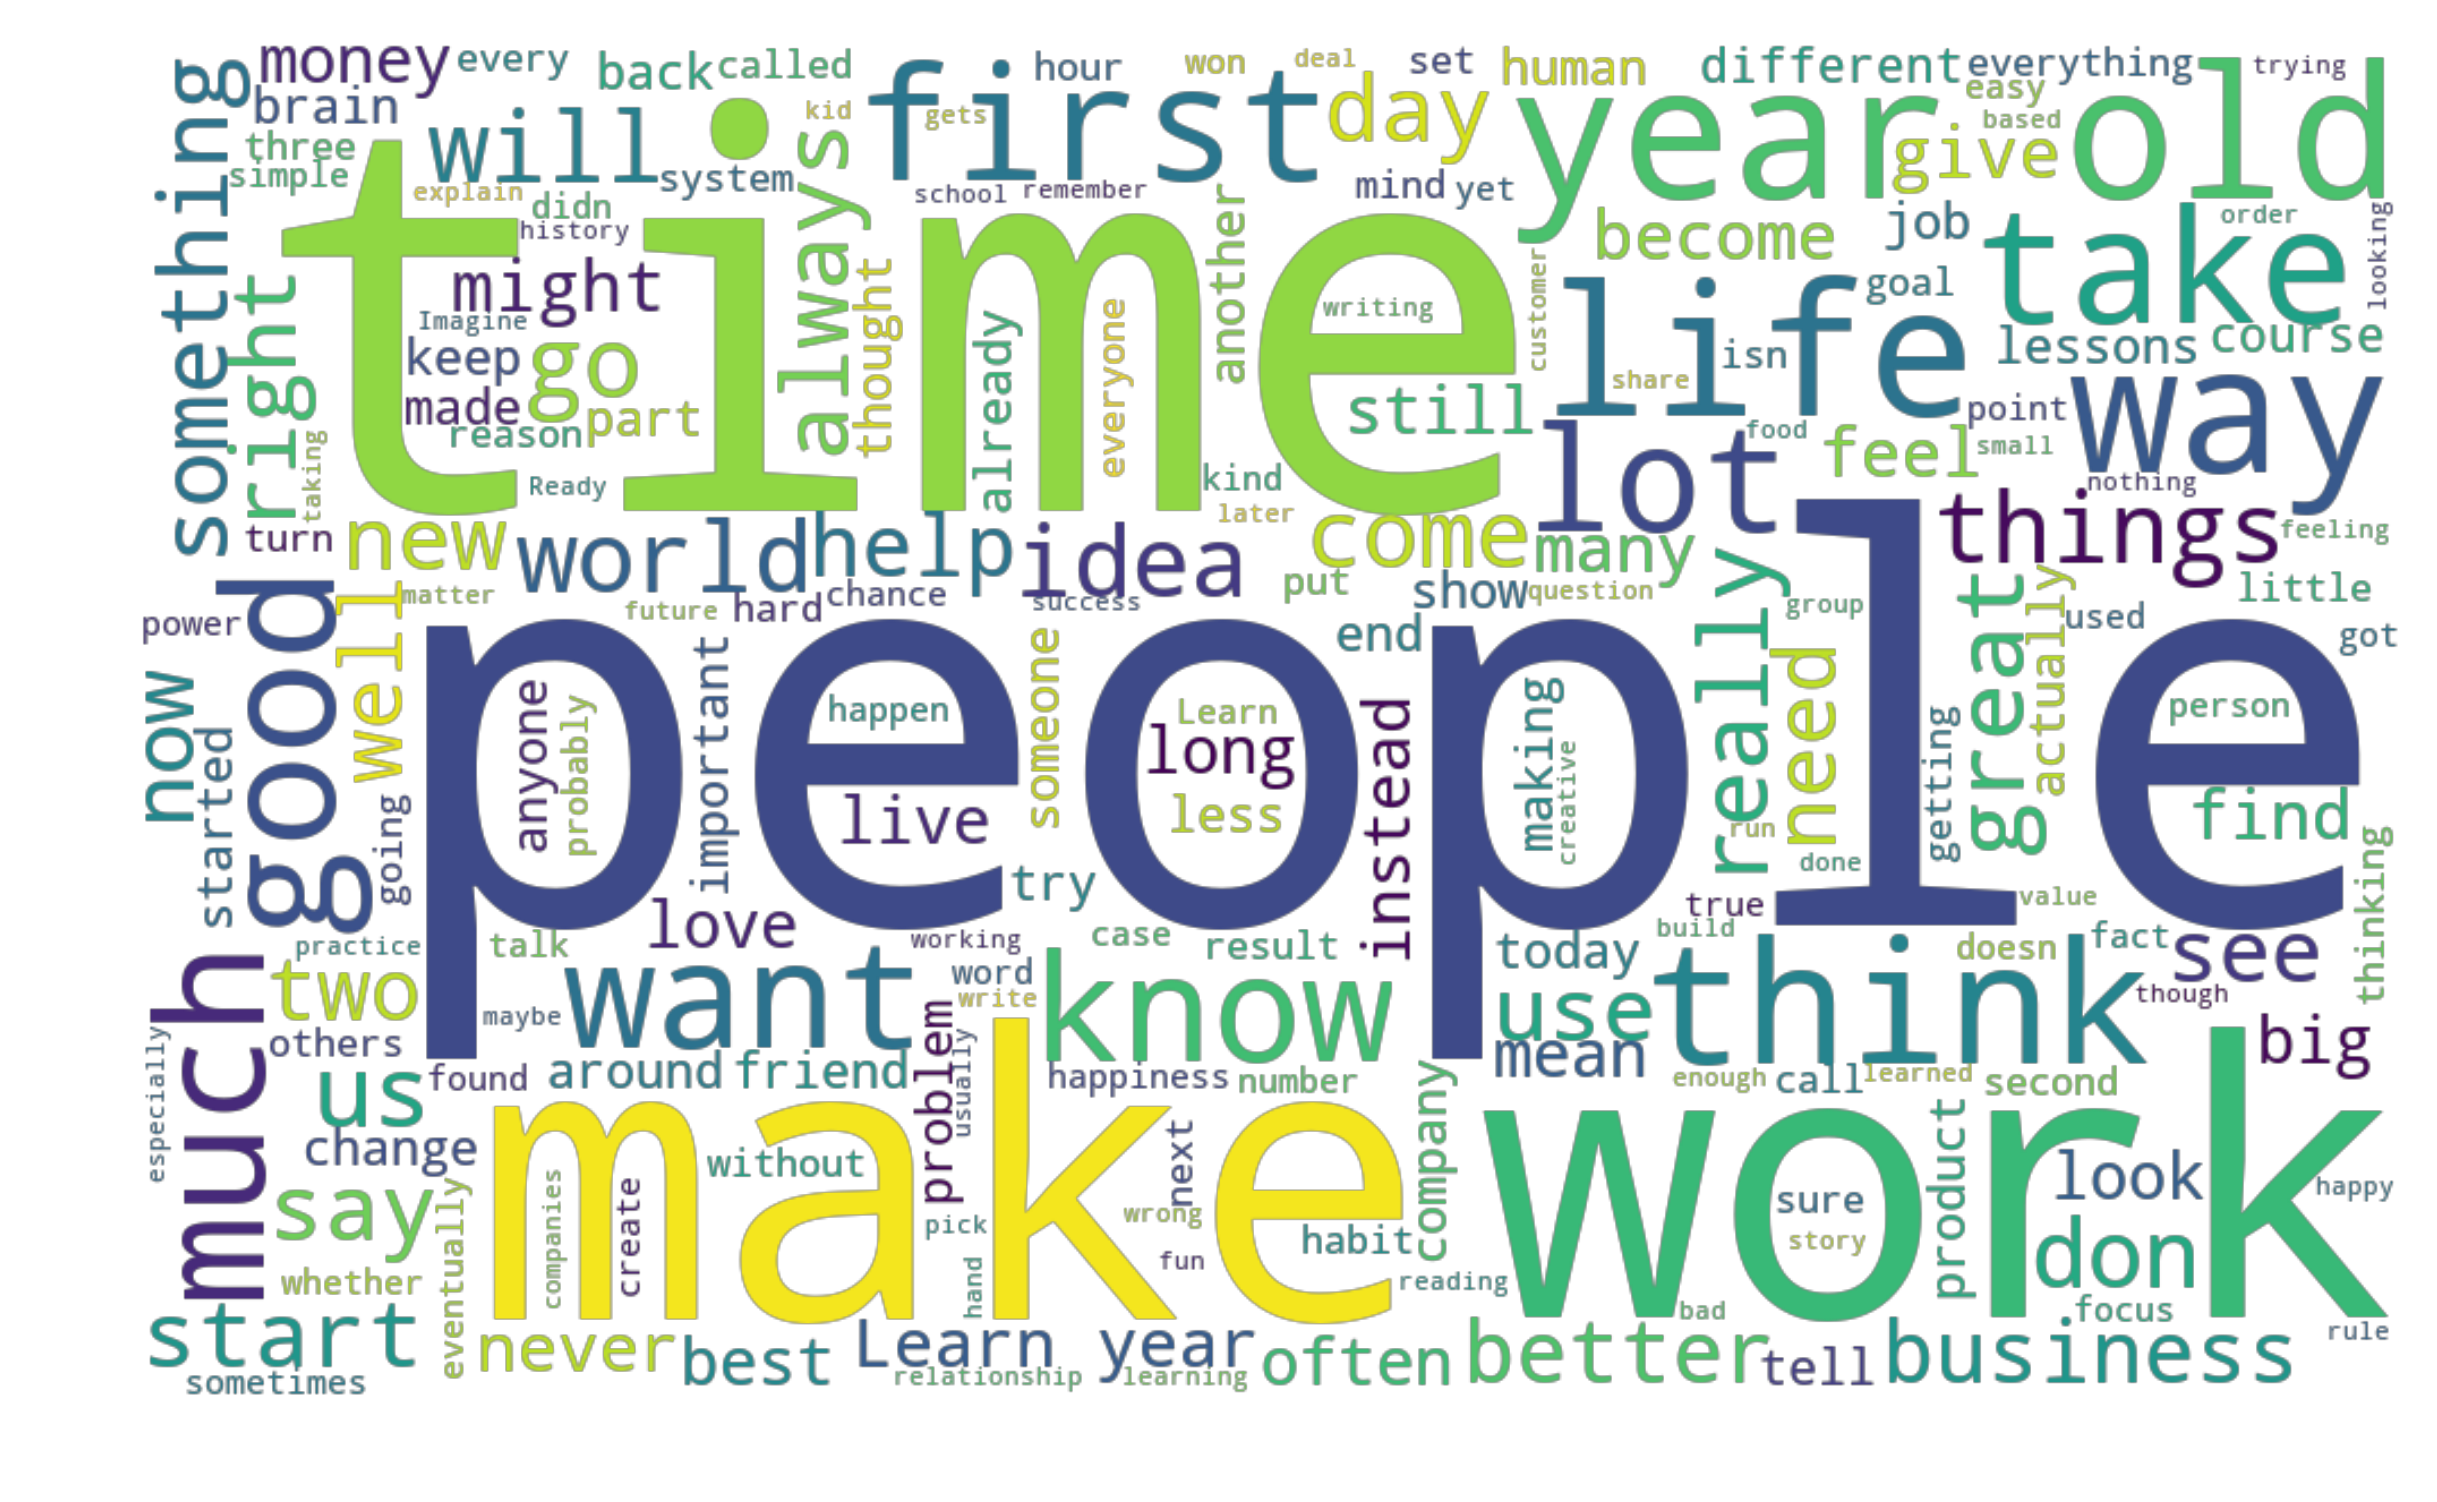 money
every
back
called
first
hour
won
deal
set
human
different
everything
trying
something
brain
will
kid
gets
day
year old
easy
based
three
simple
time
always
system
give
explain
didn
school
remember
mind
yet
history
another
become
job
take
order
looking
right
might
thought
customer
life
goal
Imagine
already
everyone
writing
keep
go
isn
lessons
course
made
part
still
share
point
way
reason
taking
lot
food
feel
small
Ready
kind
nothing
turn
new
world
help
later
idea
come
many
things
feeling
good
well
matter
future
hard
chance
success
put
show
question
really
group
great
actually
little
power
people
end
used
got
now
started
anyone
probably
important
happen
someone
Learn
long
less
instead
making
creative
need
run
done
getting
person
find
going
live
love
try
true
value
thinking
practice
talk
working
case
result
today
build
think
doesn
fact
see
much
two
want
word
write
know
use
though
others
maybe
especially
us
found
around
friend
problem
usually
happiness
number
company
mean
enough
call
learned
second
big
change
make
without
next
work
product
look
happy
say
eventually
companies
create
pick
wrong
sure
story
don
whether
hand
fun
habit
reading
start
never
best
Learn year
often
better
bad
tell
business
focus
rule
sometimes
relationship
learning